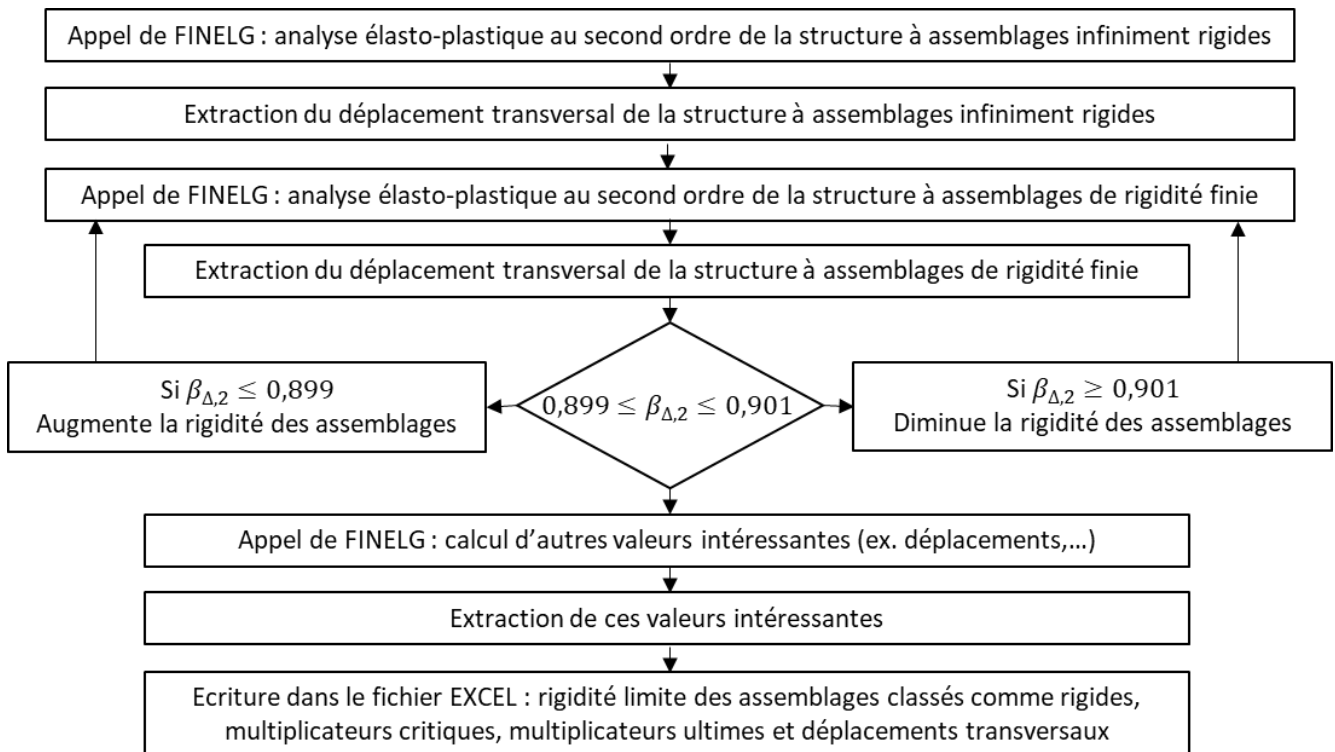 Appel de FINELG : analyse élasto-plastique au second ordre de la structure à assemblages infiniment rigides
Extraction du déplacement transversal de la structure à assemblages infiniment rigides
Appel de FINELG : analyse élasto-plastique au second ordre de la structure à assemblages de rigidité finie
Extraction du déplacement transversal de la structure à assemblages de rigidité finie
Si β_{Δ,2} ≤ 0,899
Augmente la rigidité des assemblages
0,899 ≤ β_{Δ,2} ≤ 0,901
Si β_{Δ,2} ≥ 0,901
Diminue la rigidité des assemblages
Appel de FINELG : calcul d’autres valeurs intéressantes (ex. déplacements,…)
Extraction de ces valeurs intéressantes
Ecriture dans le fichier EXCEL : rigidité limite des assemblages classés comme rigides,
multiplicateurs critiques, multiplicateurs ultimes et déplacements transversaux